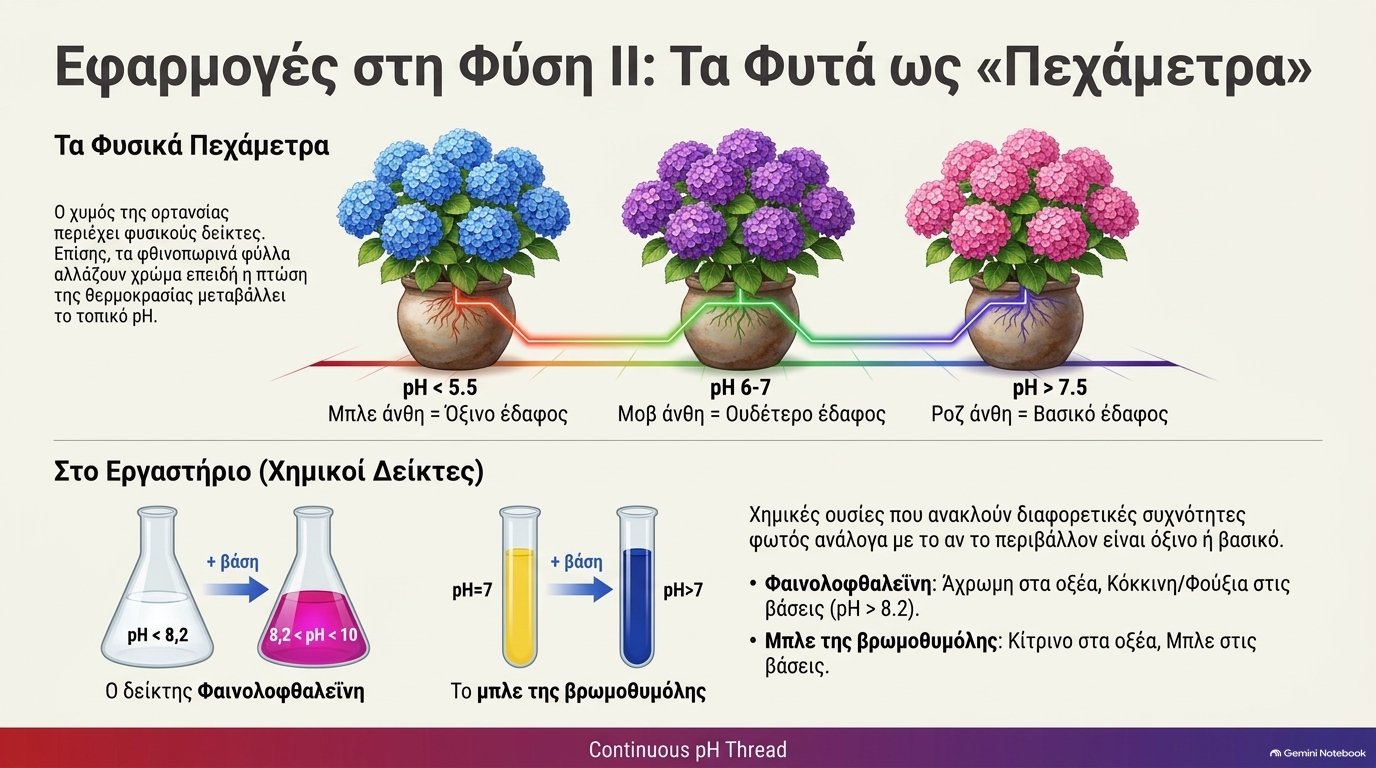 Εφαρμογές στη Φύση II: Τα Φυτά ως «Πεχάμετρα»
Τα Φυσικά Πεχάμετρα
Ο χυμός της ορτανσίας
περιέχει φυσικούς δείκτες.
Επίσης, τα φθινοπωρινά φύλλα
αλλάζουν χρώμα επειδή η πτώση
της θερμοκρασίας μεταβάλλει
το τοπικό pH.
pH < 5.5
Μπλε άνθη = Όξινο έδαφος
pH 6-7
Μοβ άνθη = Ουδέτερο έδαφος
pH > 7.5
Ροζ άνθη = Βασικό έδαφος
Στο Εργαστήριο (Χημικοί Δείκτες)
+ βάση
pH < 8,2
8,2 < pH < 10
Ο δείκτης Φαινολοφθαλεΐνη
pH=7
+ βάση
pH>7
Το μπλε της βρωμοθυμόλης
Χημικές ουσίες που ανακλούν διαφορετικές συχνότητες
φωτός ανάλογα με το αν το περιβάλλον είναι όξινο ή βασικό.
• Φαινολοφθαλεΐνη: Άχρωμη στα οξέα, Κόκκινη/Φούξια στις
βάσεις (pH > 8.2).
• Μπλε της βρωμοθυμόλης: Κίτρινο στα οξέα, Μπλε στις
βάσεις.
Continuous pH Thread
Gemini Notebook